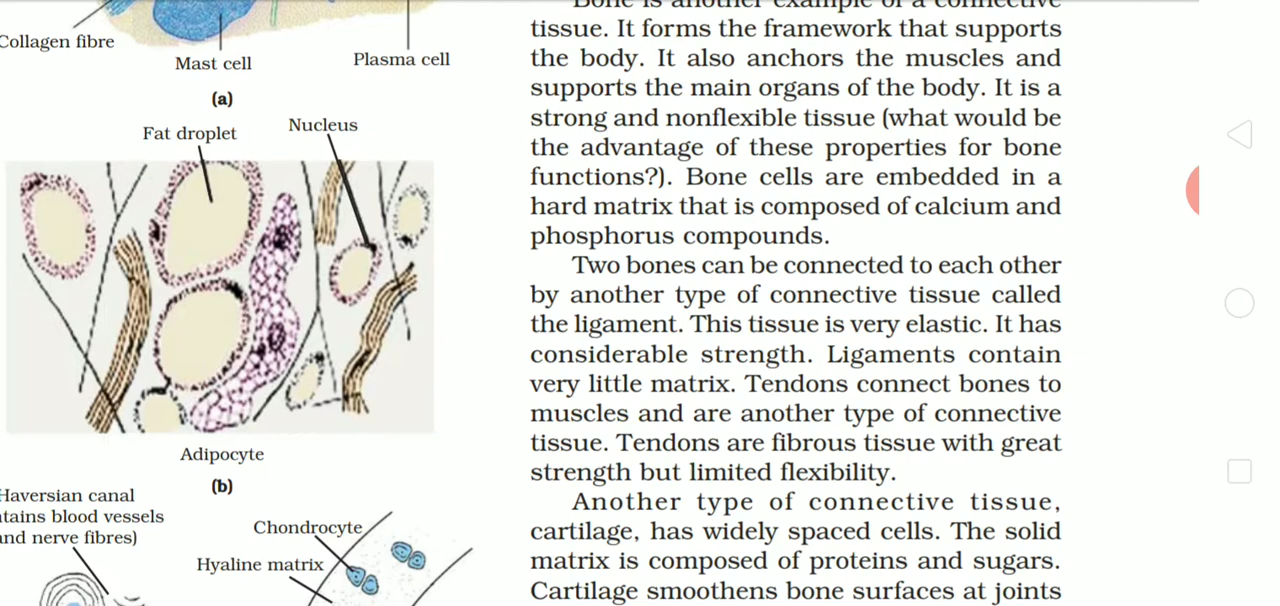 Collagen fibre
Mast cell
Plasma cell
(a)
Fat droplet
Nucleus
Adipocyte
(b)
Haversian canal
tains blood vessels
and nerve fibres)
Chondrocyte
Hyaline matrix
Bone is another example of a connective
tissue. It forms the framework that supports
the body. It also anchors the muscles and
supports the main organs of the body. It is a
strong and nonflexible tissue (what would be
the advantage of these properties for bone
functions?). Bone cells are embedded in a
hard matrix that is composed of calcium and
phosphorus compounds.
Two bones can be connected to each other
by another type of connective tissue called
the ligament. This tissue is very elastic. It has
considerable strength. Ligaments contain
very little matrix. Tendons connect bones to
muscles and are another type of connective
tissue. Tendons are fibrous tissue with great
strength but limited flexibility.
Another type of connective tissue,
cartilage, has widely spaced cells. The solid
matrix is composed of proteins and sugars.
Cartilage smoothens bone surfaces at joints